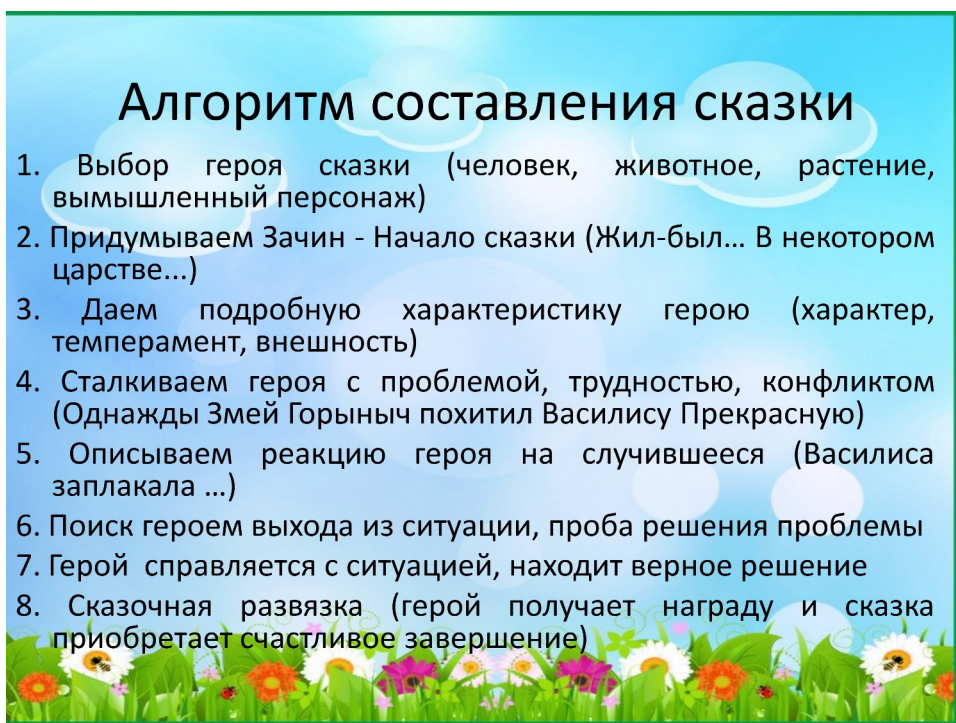 Алгоритм составления сказки
1. Выбор героя сказки (человек, животное, растение,
вымышленный персонаж)
2. Придумываем Зачин - Начало сказки (Жил-был... В некотором
царстве...)
3. Даем подробную характеристику герою (характер,
темперамент, внешность)
4. Сталкиваем героя с проблемой, трудностью, конфликтом
(Однажды Змей Горыныч похитил Василису Прекрасную)
5. Описываем реакцию героя на случившееся (Василиса
заплакала ...)
6. Поиск героем выхода из ситуации, проба решения проблемы
7. Герой справляется с ситуацией, находит верное решение
8. Сказочная развязка (герой получает награду и сказка
приобретает счастливое завершение)